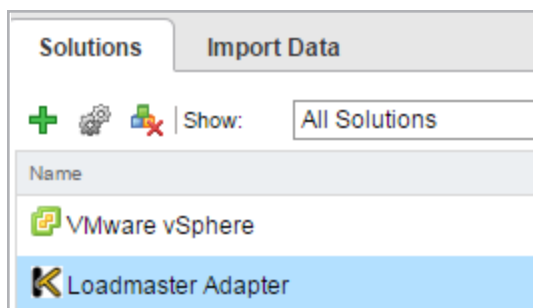 Solutions Import Data
Show: All Solutions
Name
VMware vSphere
Loadmaster Adapter